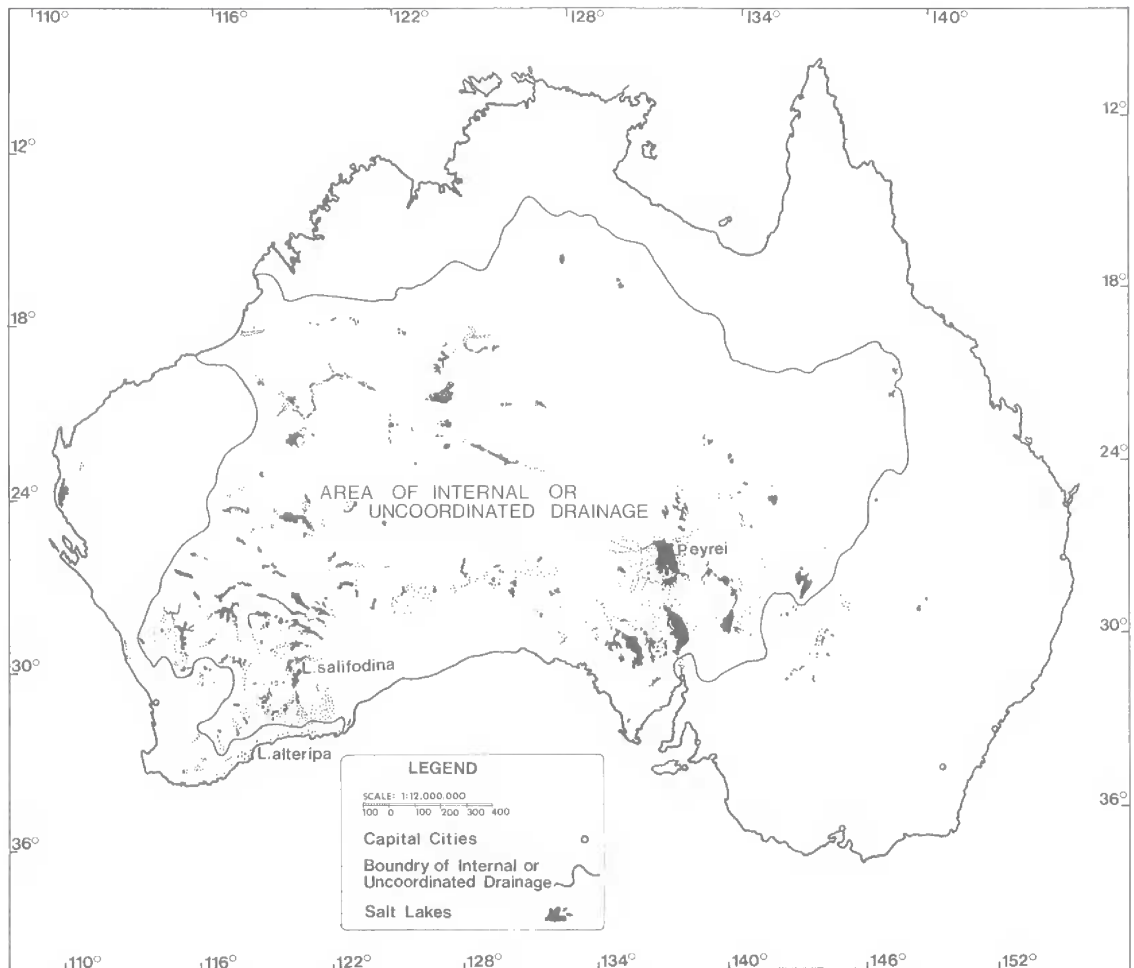 110° 116° 122° 128° 134° 140°
12°
12°
18°
18°
24°
24°
AREA OF INTERNAL OR
UNCOORDINATED DRAINAGE
P.eyrei
30°
30°
L.salifodina
L.alteripa
36°
36°
LEGEND
SCALE: 1:12.000.000
100 0 100 200 300 400
Capital Cities
Boundry of Internal or
Uncoordinated Drainage
Salt Lakes
110° 116° 122° 128° 134° 140° 146° 152°